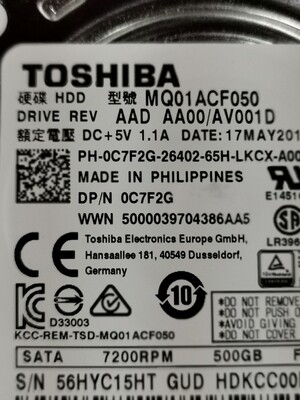 TOSHIBA
硬碟 HDD 型號 MQ01ACF050
DRIVE REV AAD AA00/AV001D
額定電壓 DC+5V 1.1A DATE:17MAY201
PH-0C7F2G-26402-65H-LKCX-A00
MADE IN PHILIPPINES
DP/N 0C7F2G
WWN 5000039704386AA5
E1451
Toshiba Electronics Europe GmbH,
Hansaallee 181, 40549 Dusseldorf,
Germany
LR396
D33003
10
KCC-REM-TSD-MQ01ACF050
*DO NOT
*DO NOT PUSH
*AVOID GIVING
*DO NOT COVER
SATA 7200RPM 500GB
S/N 56HYC15HT GUD HDKCC00